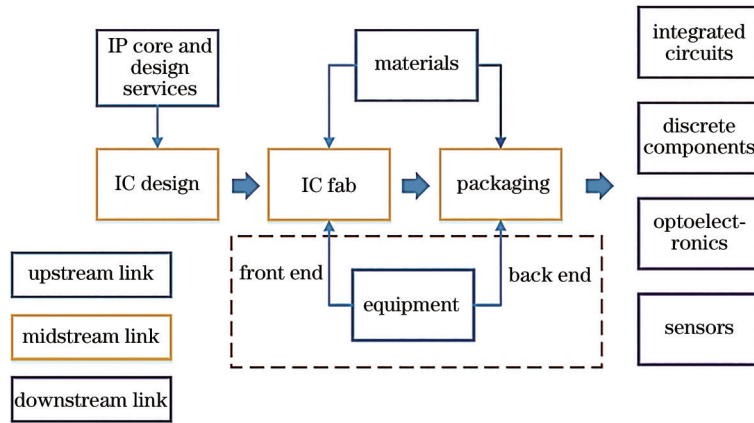 IP core and
design
services
materials
integrated
circuits
discrete
components
IC design
IC fab
packaging
optoelect-
ronics
front end
back end
equipment
upstream link
midstream link
downstream link
sensors